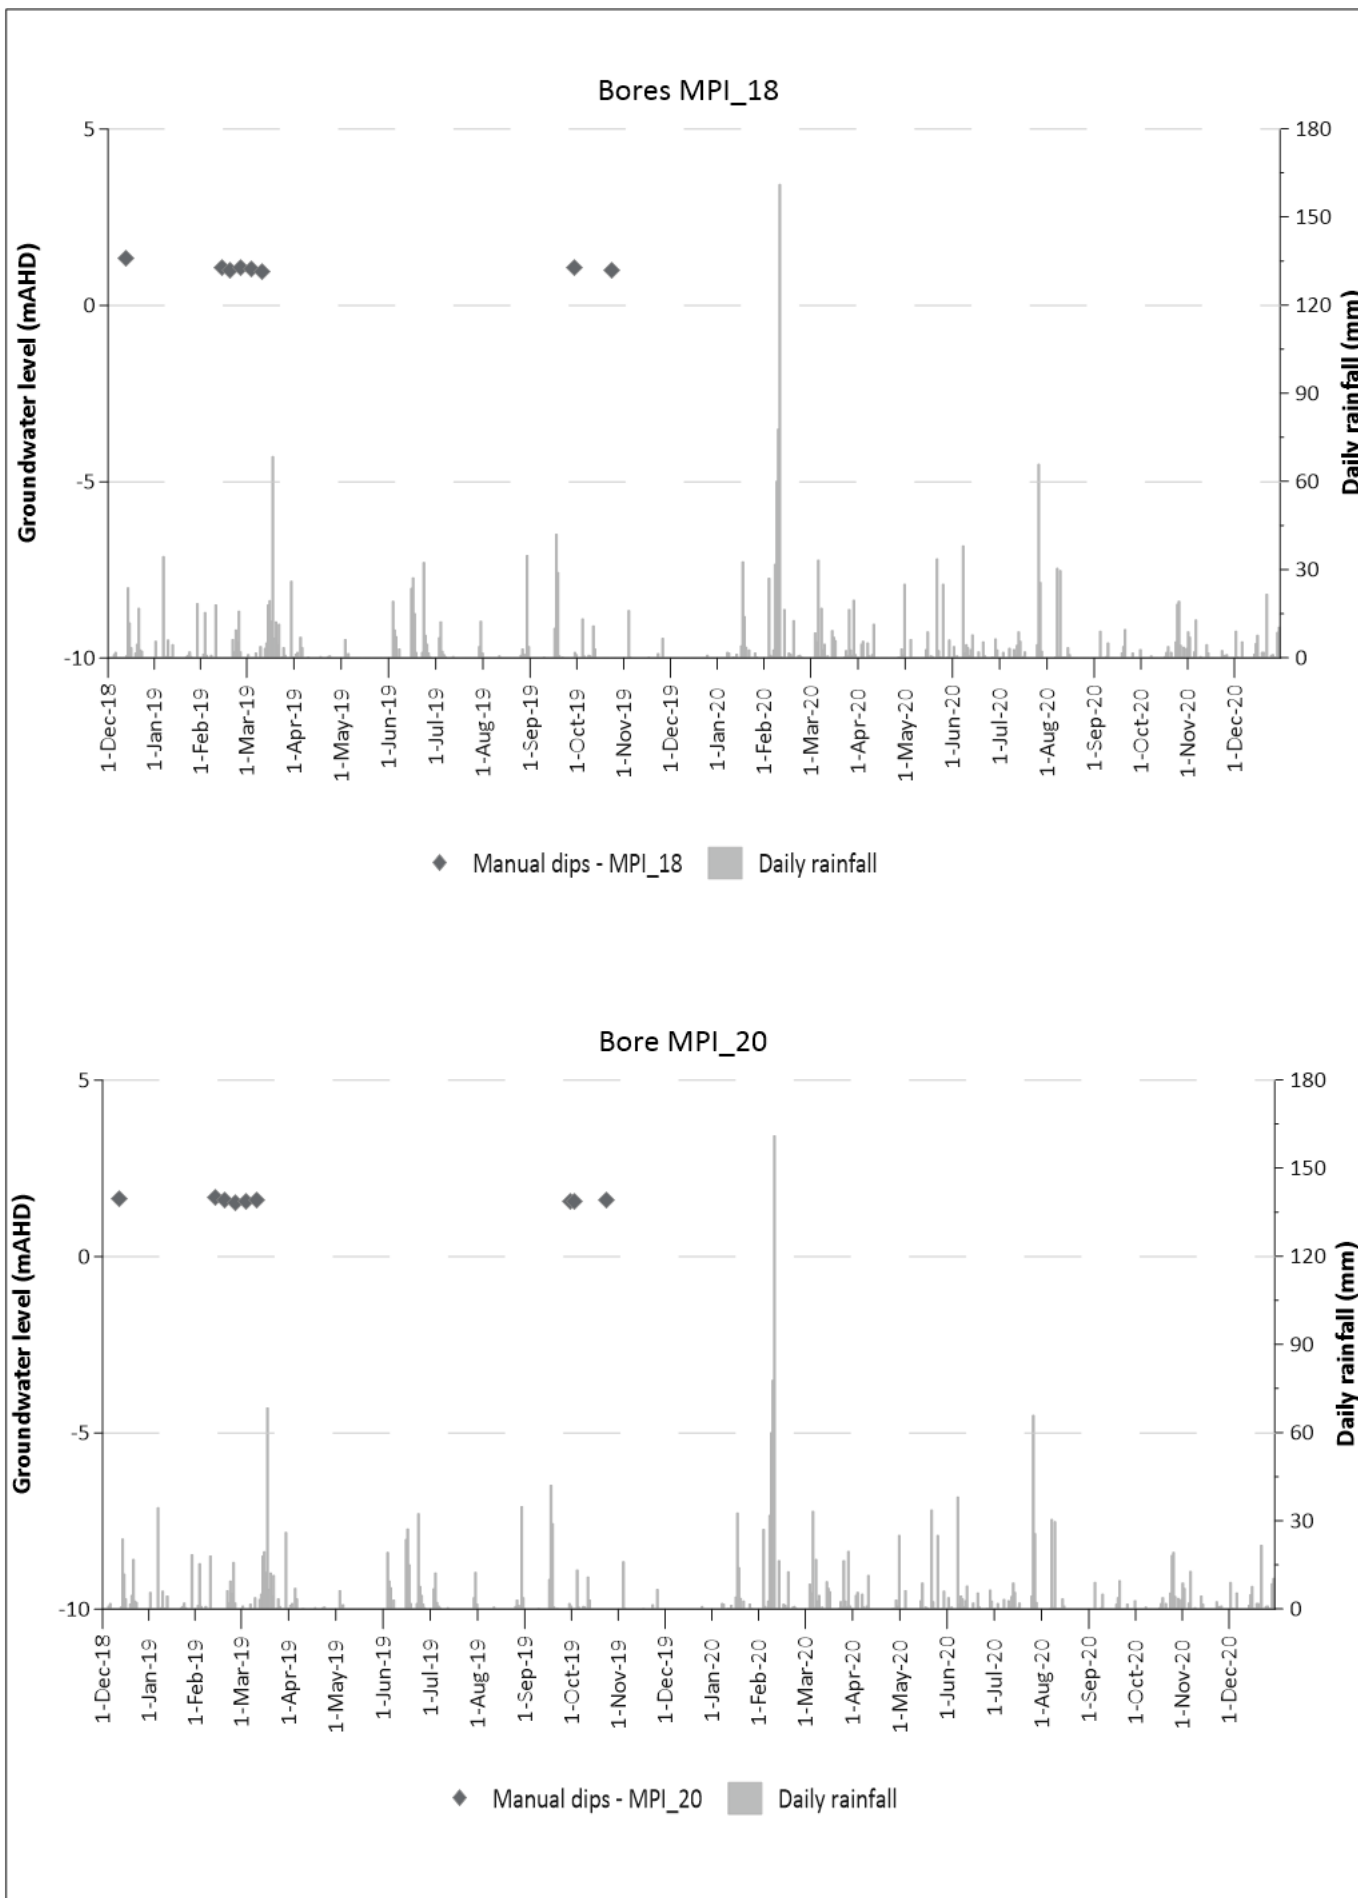 Bores MPI_18
5
0
-5
-10
Groundwater level (mAHD)
180
150
120
90
60
30
0
Daily rainfall (mm)
1-Dec-18
1-Jan-19
1-Feb-19
1-Mar-19
1-Apr-19
1-May-19
1-Jun-19
1-Jul-19
1-Aug-19
1-Sep-19
1-Oct-19
1-Nov-19
1-Dec-19
1-Jan-20
1-Feb-20
1-Mar-20
1-Apr-20
1-May-20
1-Jun-20
1-Jul-20
1-Aug-20
1-Sep-20
1-Oct-20
1-Nov-20
1-Dec-20
Manual dips - MPI_18 Daily rainfall
Bore MPI_20
5
0
-5
-10
Groundwater level (mAHD)
180
150
120
90
60
30
0
Daily rainfall (mm)
1-Dec-18
1-Jan-19
1-Feb-19
1-Mar-19
1-Apr-19
1-May-19
1-Jun-19
1-Jul-19
1-Aug-19
1-Sep-19
1-Oct-19
1-Nov-19
1-Dec-19
1-Jan-20
1-Feb-20
1-Mar-20
1-Apr-20
1-May-20
1-Jun-20
1-Jul-20
1-Aug-20
1-Sep-20
1-Oct-20
1-Nov-20
1-Dec-20
Manual dips - MPI_20 Daily rainfall